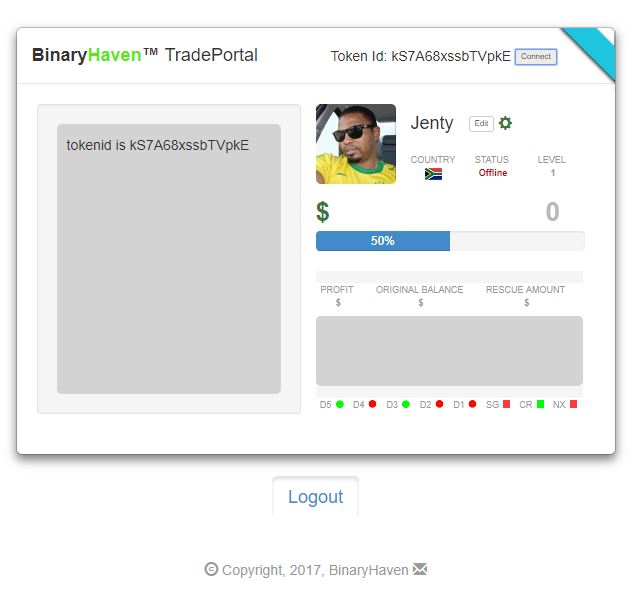 BinaryHaven™ TradePortal
Token Id: kS7A68xssbTVpkE Connect
tokenid is kS7A68xssbTVpkE
Jenty Edit
COUNTRY STATUS LEVEL
Offline 1
$ 0
50%
PROFIT ORIGINAL BALANCE RESCUE AMOUNT
$ $ $
D5 D4 D3 D2 D1 SG CR NX
Logout
© Copyright, 2017, BinaryHaven